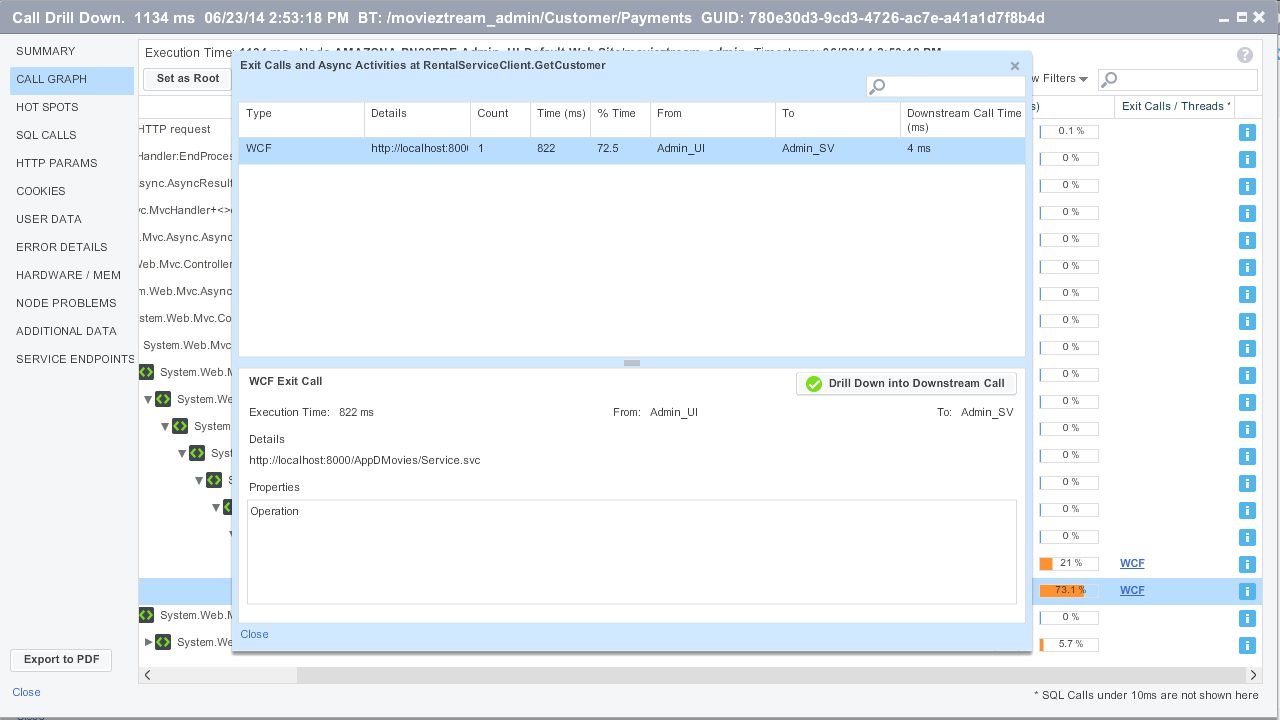 Call Drill Down. 1134 ms 06/23/14 2:53:18 PM BT: /movieztream_admin/Customer/Payments GUID: 780e30d3-9cd3-4726-ac7e-a41a1d7f8b4d
SUMMARY
CALL GRAPH
HOT SPOTS
SQL CALLS
HTTP PARAMS
COOKIES
USER DATA
ERROR DETAILS
HARDWARE / MEM
NODE PROBLEMS
ADDITIONAL DATA
SERVICE ENDPOINTS
Export to PDF
Close
Execution Time: 1134 ms
Set as Root
w Filters
s) Exit Calls / Threads *
HTTP request 0.1 %
Handler:EndProces 0 %
sync.AsyncResult 0 %
vc.MvcHandler+<>c 0 %
.Mvc.Async.Async 0 %
Web.Mvc.Controller 0 %
m.Web.Mvc.Async 0 %
stem.Web.Mvc.Co 0 %
System.Web.Mvc 0 %
System.Web.M 0 %
System.We 0 %
System. 0 %
Syst 0 %
S 0 %
0 %
0 %
21 % WCF
73.1 % WCF
System.Web.M 0 %
System.We 5.7 %
* SQL Calls under 10ms are not shown here
Exit Calls and Async Activities at RentalServiceClient.GetCustomer
Type Details Count Time (ms) % Time From To Downstream Call Time (ms)
WCF http://localhost:800 1 822 72.5 Admin_UI Admin_SV 4 ms
WCF Exit Call
Drill Down into Downstream Call
Execution Time: 822 ms From: Admin_UI To: Admin_SV
Details
http://localhost:8000/AppDMovies/Service.svc
Properties
Operation
Close